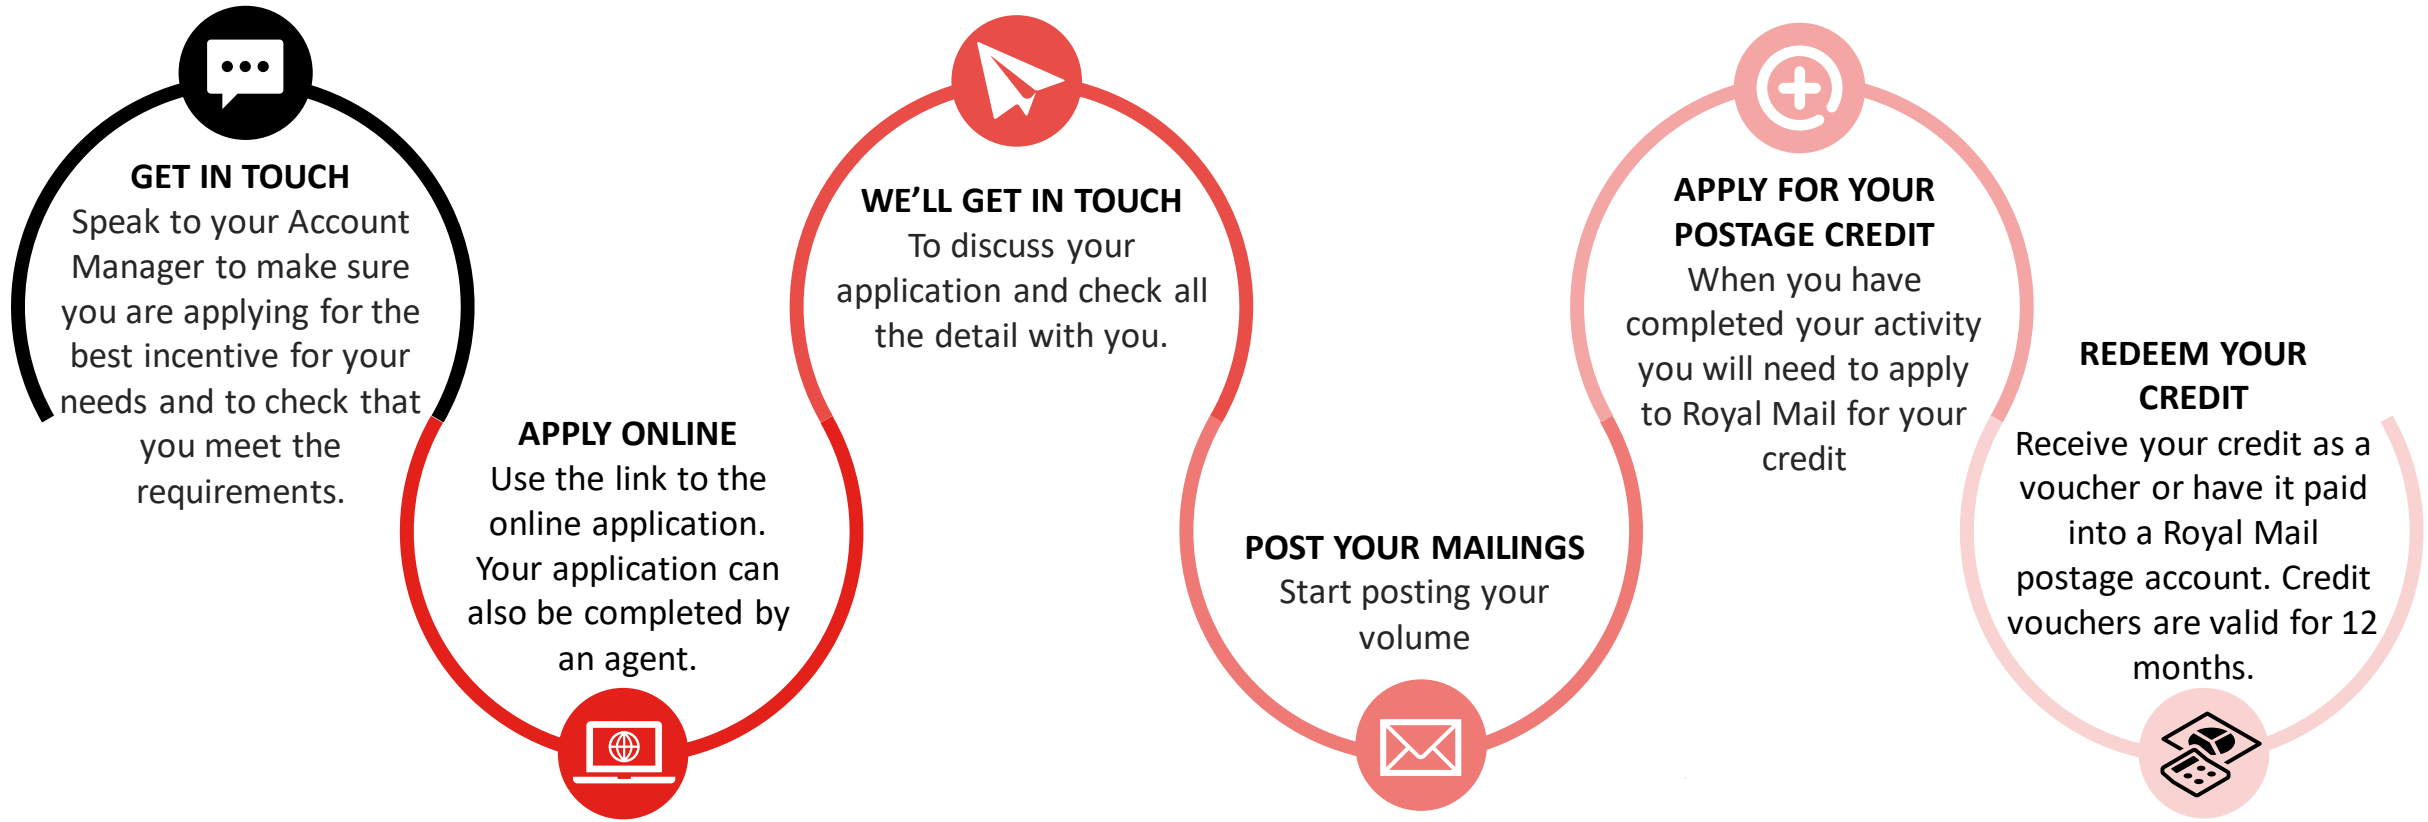 GET IN TOUCH
Speak to your Account
Manager to make sure
you are applying for the
best incentive for your
needs and to check that
you meet the
requirements.
APPLY ONLINE
Use the link to the
online application.
Your application can
also be completed by
an agent.
WE’LL GET IN TOUCH
To discuss your
application and check all
the detail with you.
POST YOUR MAILINGS
Start posting your
volume
APPLY FOR YOUR
POSTAGE CREDIT
When you have
completed your activity
you will need to apply
to Royal Mail for your
credit
REDEEM YOUR
CREDIT
Receive your credit as a
voucher or have it paid
into a Royal Mail
postage account. Credit
vouchers are valid for 12
months.